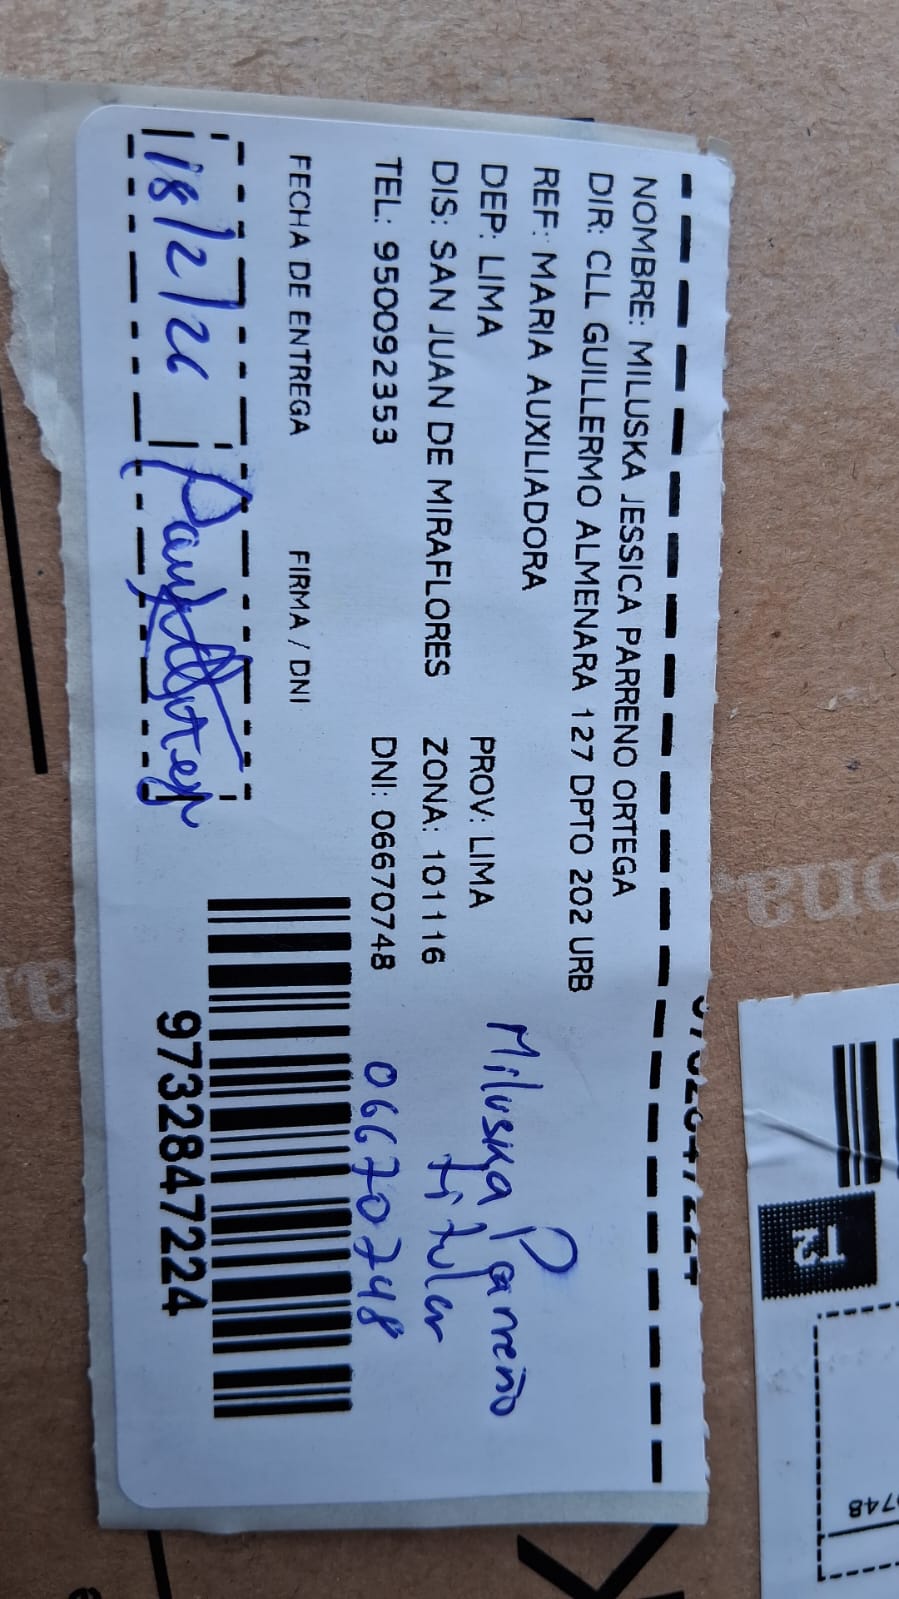 NOMBRE: MILUSKA JESSICA PARRENO ORTEGA
DIR: CLL GUILLERMO ALMENARA 127 DPTO 202 URB
REF: MARIA AUXILIADORA
DEP: LIMA PROV: LIMA
DIS: SAN JUAN DE MIRAFLORES ZONA: 101116
TEL: 950092353 DNI: 06670748
Miluska Parreño
titular
06670748
FECHA DE ENTREGA FIRMA / DNI
18/2/26
9732847224
12